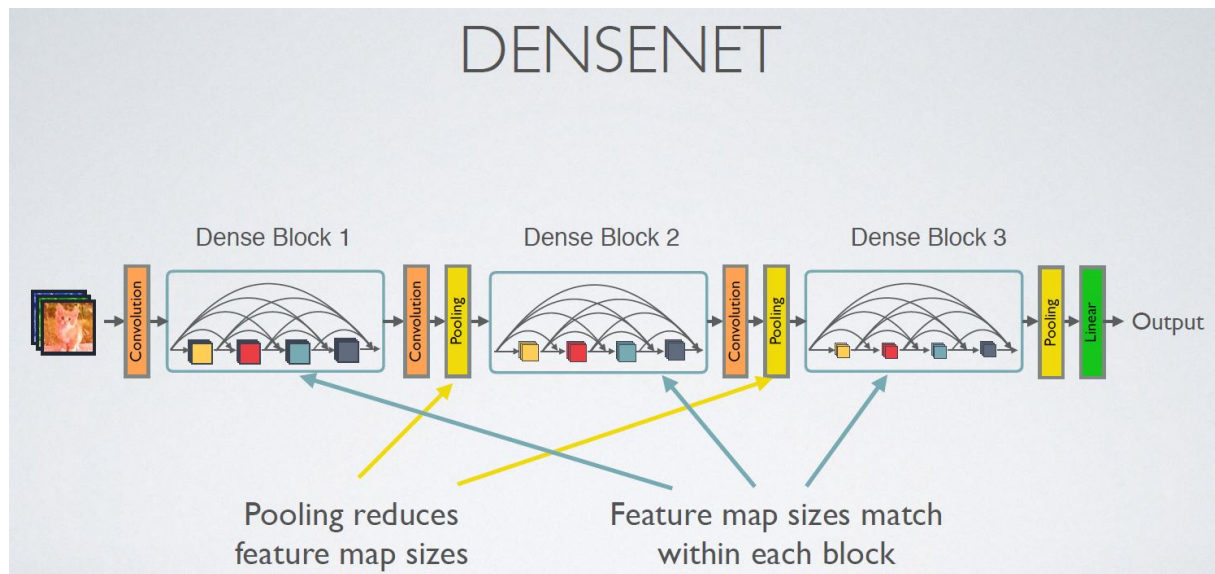 DENSENET
Dense Block 1
Dense Block 2
Dense Block 3
Convolution
Convolution
Pooling
Convolution
Pooling
Pooling
Linear
Output
Pooling reduces
feature map sizes
Feature map sizes match
within each block